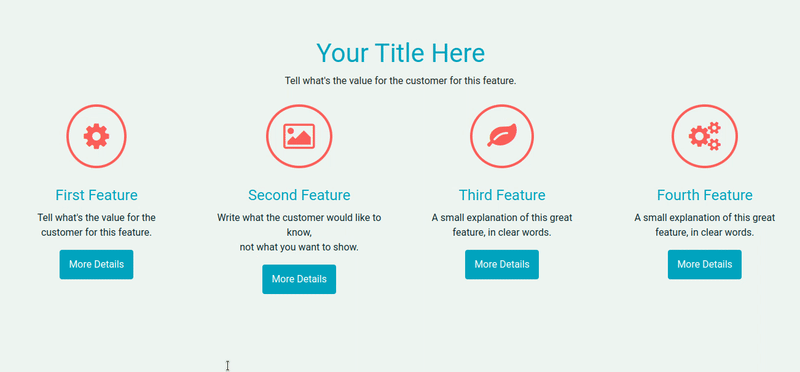 Your Title Here
Tell what's the value for the customer for this feature.
First Feature
Tell what's the value for the
customer for this feature.
More Details
Second Feature
Write what the customer would like to
know,
not what you want to show.
More Details
Third Feature
A small explanation of this great
feature, in clear words.
More Details
Fourth Feature
A small explanation of this great
feature, in clear words.
More Details